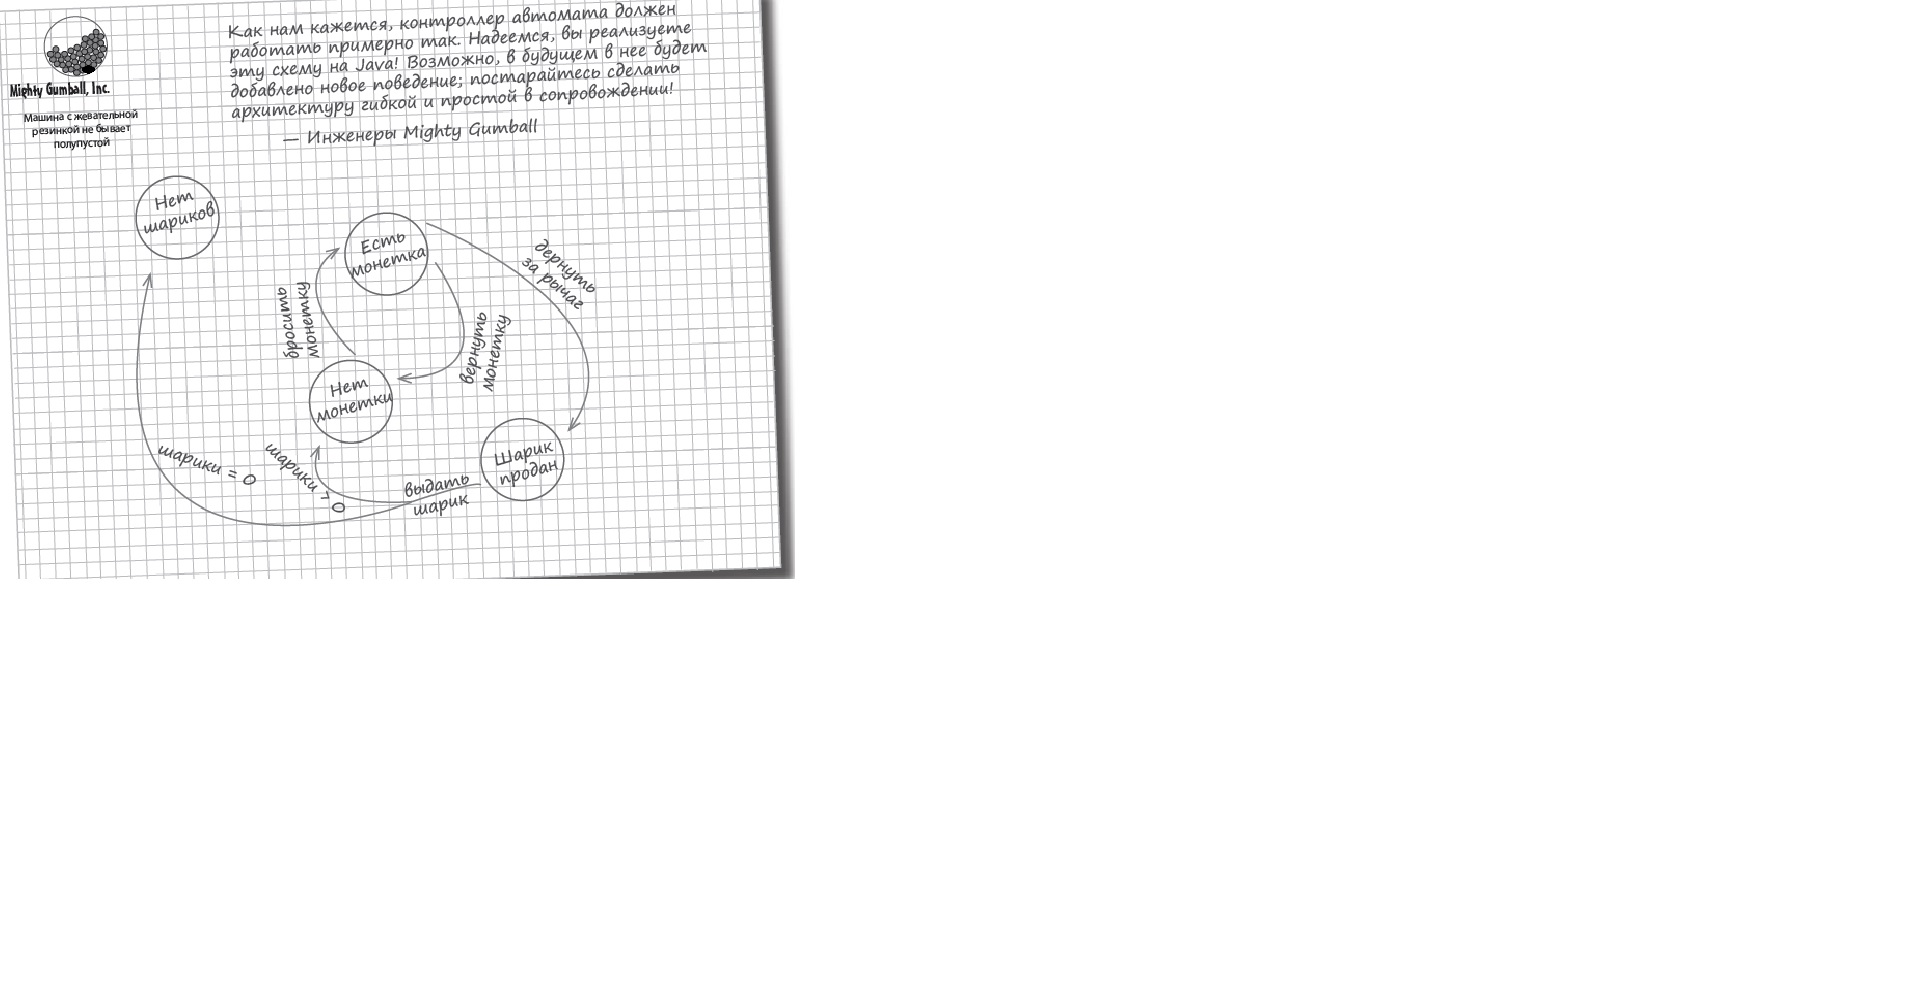 Как нам кажется, контроллер автомата должен
работать примерно так. Надеемся, вы реализуете
эту схему на Java! Возможно, в будущем в нее будет
добавлено новое поведение; постарайтесь сделать
архитектуру гибкой и простой в сопровождении!
— Инженеры Mighty Gumball
Mighty Gumball, Inc.
Машина с жевательной
резинкой не бывает
полупустой
Нет
шариков
Есть
монетка
дернуть
за рычаг
бросить
монетку
вернуть
монетку
Нет
монетки
Шарик
продан
шарики = 0
шарики > 0
выдать
шарик